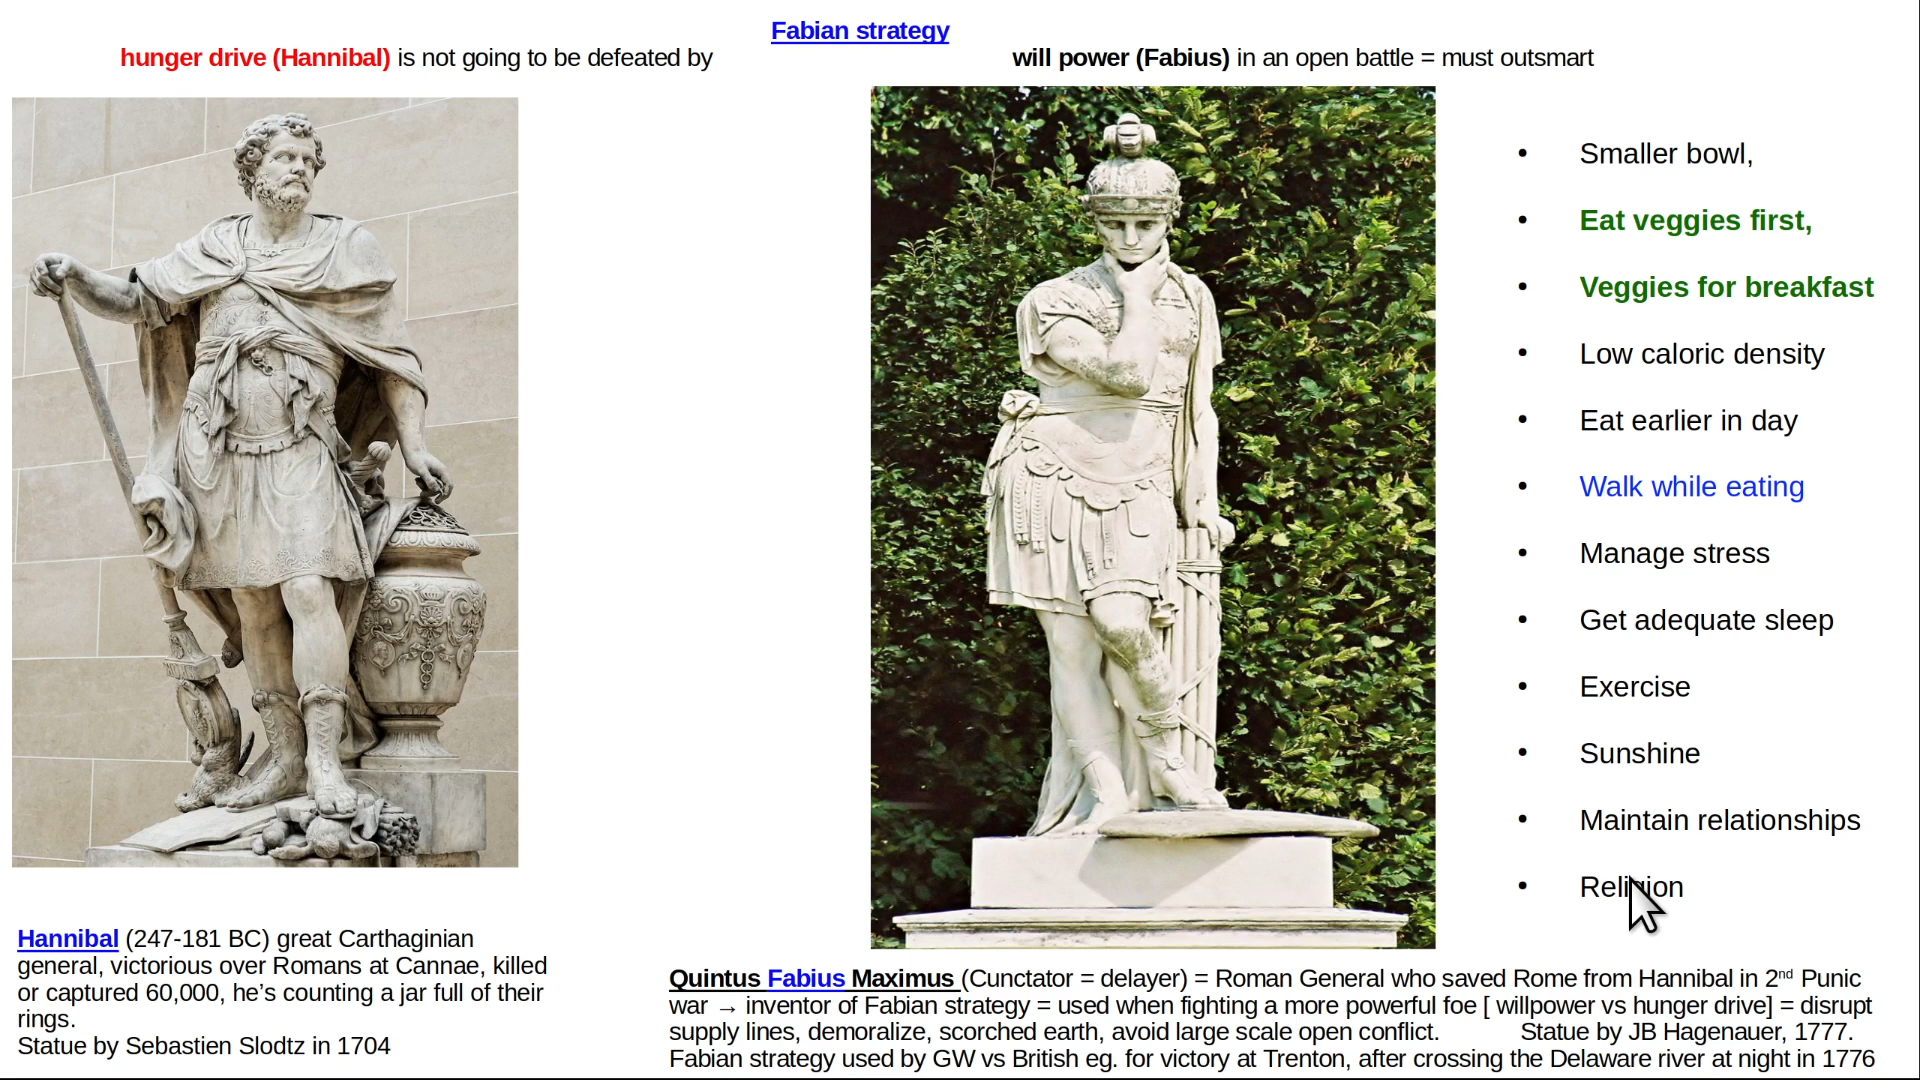 Fabian strategy
hunger drive (Hannibal) is not going to be defeated by will power (Fabius) in an open battle = must outsmart
• Smaller bowl,
• Eat veggies first,
• Veggies for breakfast
• Low caloric density
• Eat earlier in day
• Walk while eating
• Manage stress
• Get adequate sleep
• Exercise
• Sunshine
• Maintain relationships
• Religion
Hannibal (247-181 BC) great Carthaginian
general, victorious over Romans at Cannae, killed
or captured 60,000, he’s counting a jar full of their
rings.
Statue by Sebastien Slodtz in 1704
Quintus Fabius Maximus (Cunctator = delayer) = Roman General who saved Rome from Hannibal in 2nd Punic
war → inventor of Fabian strategy = used when fighting a more powerful foe [ willpower vs hunger drive] = disrupt
supply lines, demoralize, scorched earth, avoid large scale open conflict. Statue by JB Hagenauer, 1777.
Fabian strategy used by GW vs British eg. for victory at Trenton, after crossing the Delaware river at night in 1776